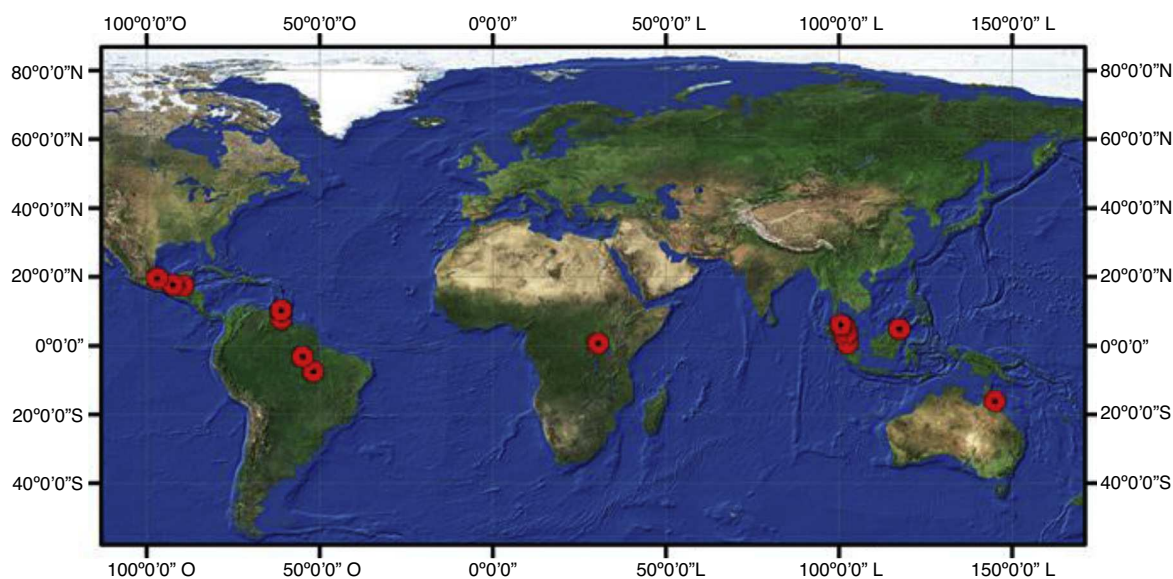 100º0’0” O 50º0’0” O 0º0’0” 50º0’0” L 100º0’0” L 150º0’0” L
80º0’0”N 80º0’0”N
60º0’0”N 60º0’0”N
40º0’0”N 40º0’0”N
20º0’0”N 20º0’0”N
0º0’0” 0º0’0”
20º0’0”S 20º0’0”S
40º0’0”S 40º0’0”S
100º0’0” O 50º0’0” O 0º0’0” 50º0’0”L 100º0’0” L 150º0’0” L